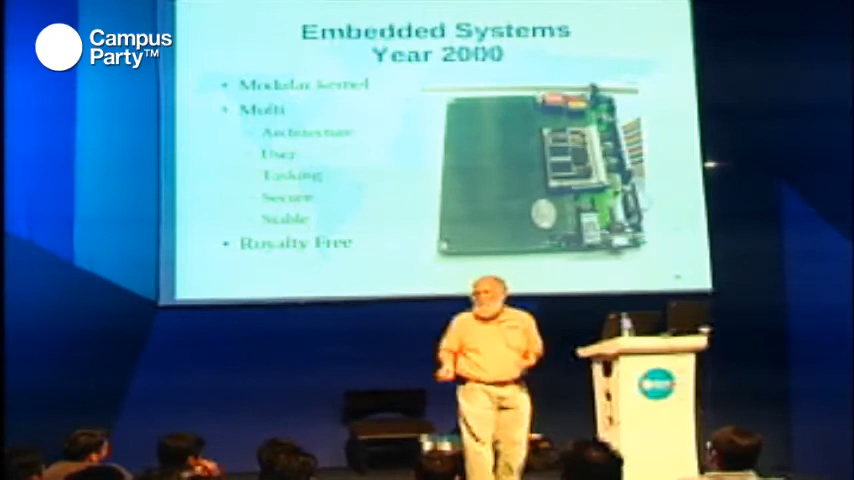 Campus
Party™
Embedded Systems
Year 2000
• Modular kernel
• Multi
– Architecture
– User
– Tasking
– Secure
– Stable
• Royalty Free